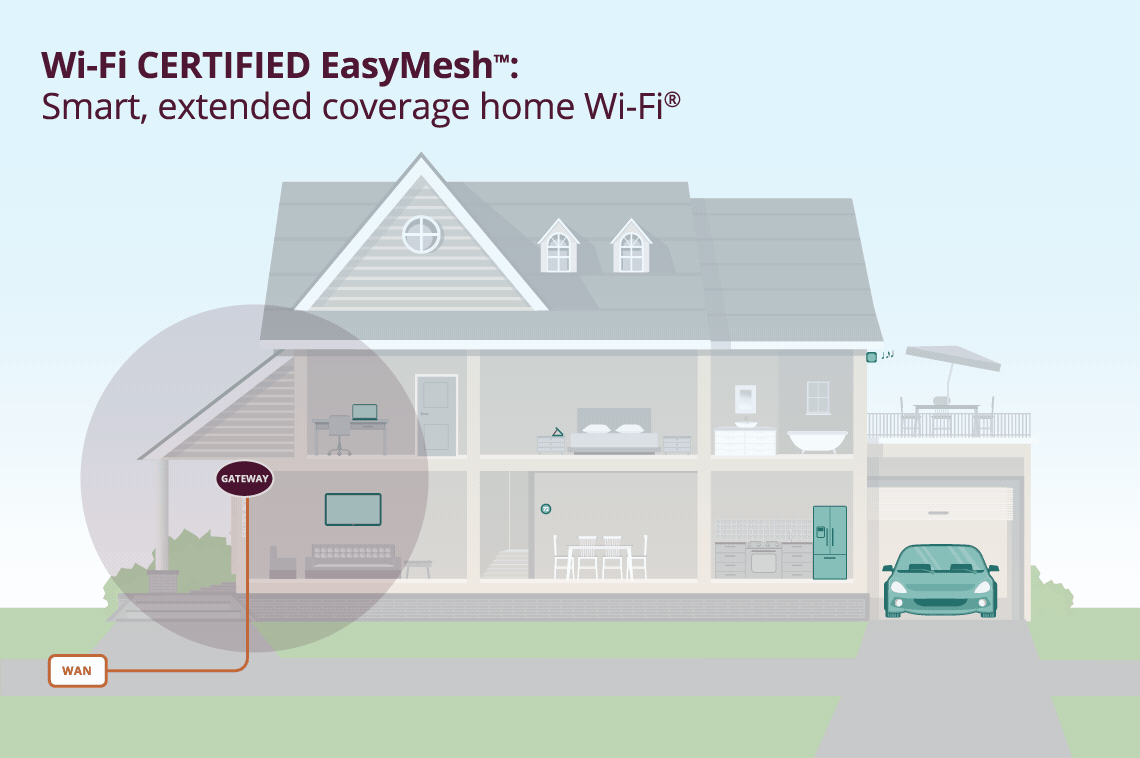 Wi-Fi CERTIFIED EasyMesh™:
Smart, extended coverage home Wi-Fi®
GATEWAY
WAN